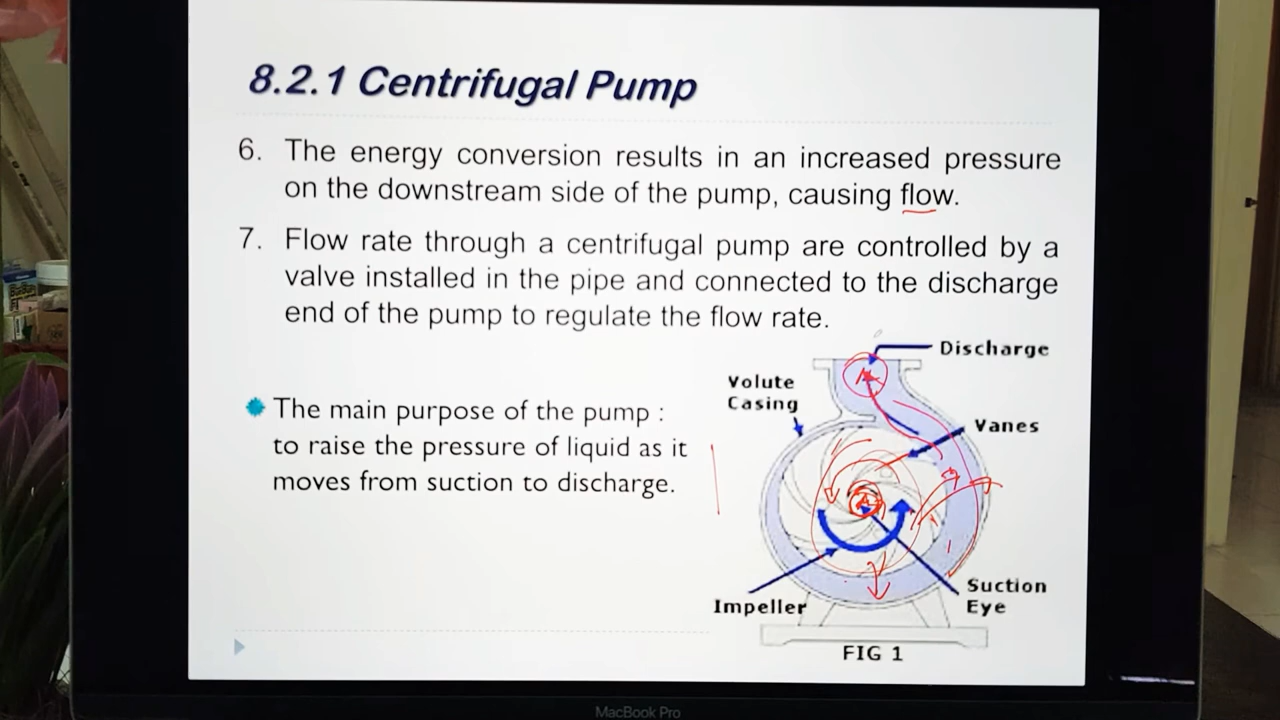 8.2.1 Centrifugal Pump
6. The energy conversion results in an increased pressure
on the downstream side of the pump, causing flow.
7. Flow rate through a centrifugal pump are controlled by a
valve installed in the pipe and connected to the discharge
end of the pump to regulate the flow rate.
The main purpose of the pump :
to raise the pressure of liquid as it
moves from suction to discharge.
Discharge
Volute
Casing
Vanes
Suction
Eye
Impeller
FIG 1
MacBook Pro